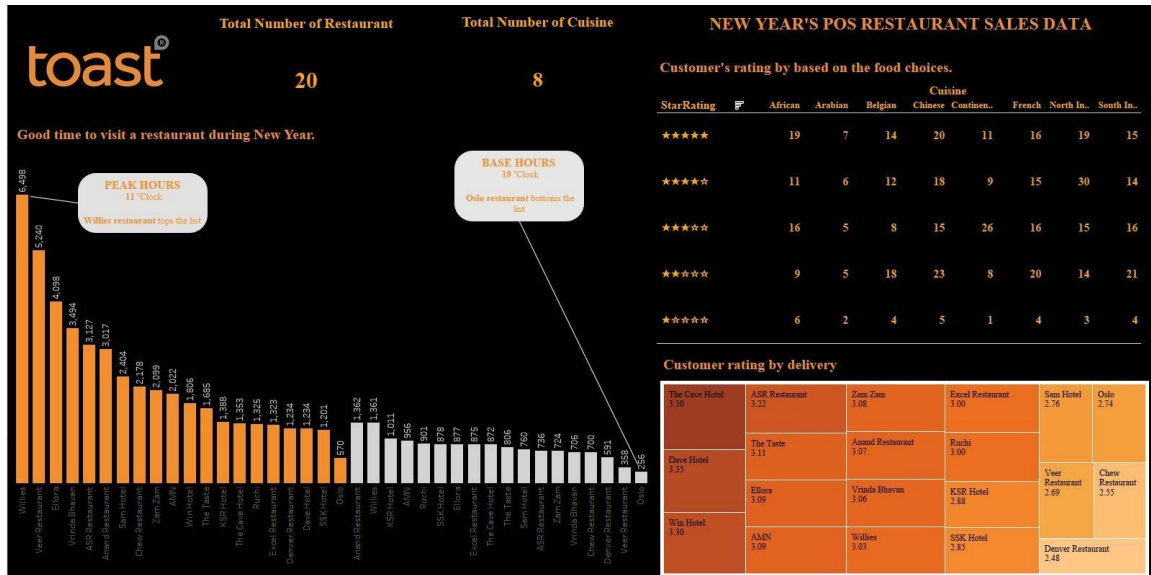 toast
Total Number of Restaurant
20
Total Number of Cuisine
8
NEW YEAR'S POS RESTAURANT SALES DATA
Good time to visit a restaurant during New Year.
PEAK HOURS
11 'Clock
Willies restaurant tops the list
BASE HOURS
19 'Clock
Oslo restaurant bottoms the
list
6,498
5,240
4,098
3,494
3,127
3,017
2,404
2,178
2,099
2,022
1,806
1,685
1,388
1,353
1,325
1,323
1,234
1,234
1,201
570
1,362
1,361
1,011
956
901
878
877
875
872
806
760
736
724
706
700
591
358
256
Willies
Veer Restaurant
Ellora
Vrinda Bhavan
ASR Restaurant
Anand Restaurant
Sam Hotel
Chew Restaurant
Zam Zam
AMN
Win Hotel
The Taste
KSR Hotel
The Cave Hotel
Ruchi
Excel Restaurant
Denver Restaurant
Dave Hotel
SSK Hotel
Oslo
Anand Restaurant
Willies
KSR Hotel
AMN
Ruchi
SSK Hotel
Ellora
Excel Restaurant
The Cave Hotel
The Taste
Sam Hotel
ASR Restaurant
Zam Zam
Vrinda Bhavan
Chew Restaurant
Denver Restaurant
Veer Restaurant
Oslo
Customer's rating by based on the food choices.
Cuisine
StarRating African Arabian Belgian Chinese Continen.. French North In.. South In..
★★★★★ 19 7 14 20 11 16 19 15
★★★★☆ 11 6 12 18 9 15 30 14
★★★☆☆ 16 5 8 15 26 16 15 16
★★☆☆☆ 9 5 18 23 8 20 14 21
★☆☆☆☆ 6 2 4 5 1 4 3 4
Customer rating by delivery
The Cave Hotel
3.50
Dave Hotel
3.35
Win Hotel
3.30
ASR Restaurant
3.22
The Taste
3.11
Ellora
3.09
AMN
3.09
Zam Zam
3.08
Anand Restaurant
3.07
Vrinda Bhavan
3.06
Willies
3.03
Excel Restaurant
3.00
Ruchi
3.00
KSR Hotel
2.88
SSK Hotel
2.85
Sam Hotel
2.76
Oslo
2.74
Veer
Restaurant
2.69
Chew
Restaurant
2.55
Denver Restaurant
2.48